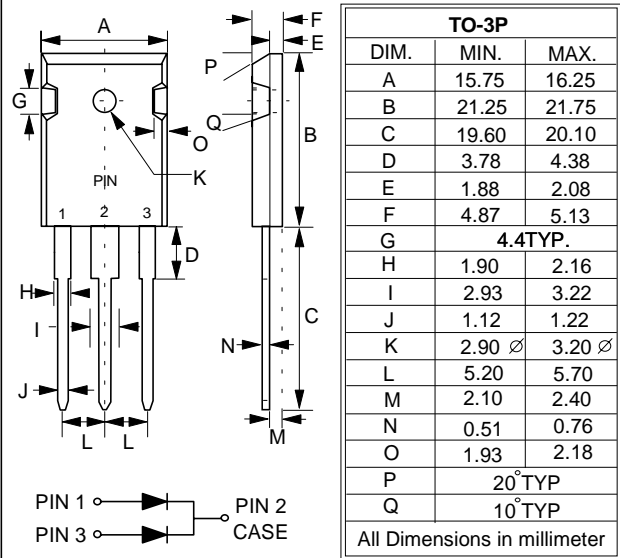 A
F
E
P
G
Q
B
O
K
PIN
1 2 3
D
H
I
C
N
J
L L
M
PIN 1
PIN 3
PIN 2
CASE
TO-3P
DIM. MIN. MAX.
A 15.75 16.25
B 21.25 21.75
C 19.60 20.10
D 3.78 4.38
E 1.88 2.08
F 4.87 5.13
G 4.4TYP.
H 1.90 2.16
I 2.93 3.22
J 1.12 1.22
K 2.90 Ø 3.20 Ø
L 5.20 5.70
M 2.10 2.40
N 0.51 0.76
O 1.93 2.18
P 20°TYP
Q 10°TYP
All Dimensions in millimeter